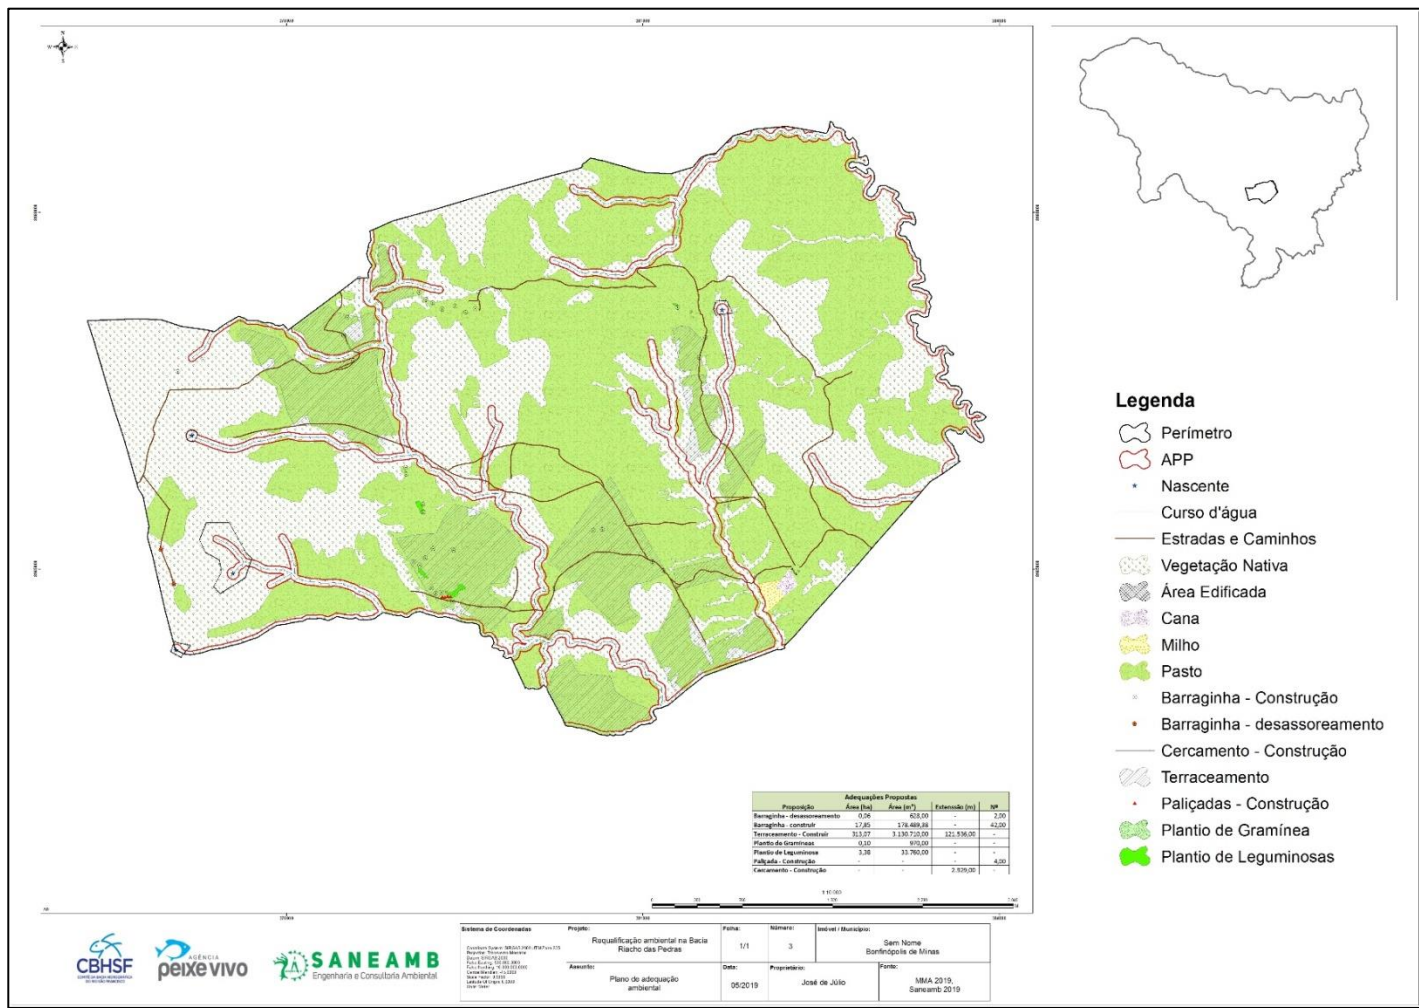 N
W
S
Legenda
Perímetro
APP
Nascente
Curso d'água
Estradas e Caminhos
Vegetação Nativa
Área Edificada
Cana
Milho
Pasto
Barraginha - Construção
Barraginha - desassoreamento
Cercamento - Construção
Terraceamento
Paliçadas - Construção
Plantio de Gramínea
Plantio de Leguminosas
Adequações Propostas
Proposição Área (ha) Área (m²) Extensão (m) Nº
Barraginha - desassoreamento 0,06 628,00 - 2,00
Barraginha - construir 17,85 178.489,38 - 42,00
Terraceamento - Construir 313,07 3.130.710,00 121.536,00 -
Plantio de Gramíneas 0,10 970,00 - -
Plantio de Leguminosa 3,38 33.760,00 - -
Paliçada - Construção - - - 4,00
Cercamento - Construção - - 2.929,00 -
CBHSF
AGÊNCIA
peixe vivo
SANEAMB
Engenharia e Consultoria Ambiental
Sistema de Coordenadas
Projeto:
Requalificação ambiental na Bacia
Riacho das Pedras
Folha:
1/1
Número:
3
Imóvel / Município:
Sem Nome
Bonfinópolis de Minas
Assunto:
Plano de adequação
ambiental
Data:
05/2019
Proprietário:
José de Júlio
Fonte:
MMA 2019,
Saneamb 2019